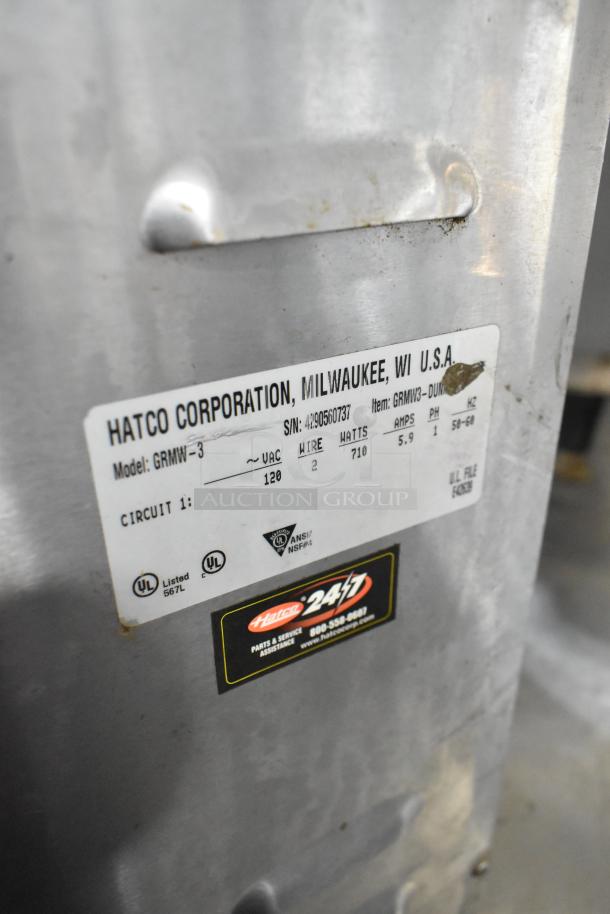 HATCO CORPORATION, MILWAUKEE, WI U.S.A.
Model: GRMW-3 S/N: 4290560737 Item: GRMW3-DUN
~VAC WIRE WATTS AMPS PH HZ
CIRCUIT 1: 120 2 710 5.9 1 50-60
AUCTION GROUP
UL Listed
567L
c UL
ANSI/
NSF#4
U.L. FILE
Hatco 24/7
PARTS & SERVICE
ASSISTANCE
800-558-0607
www.hatcocorp.com